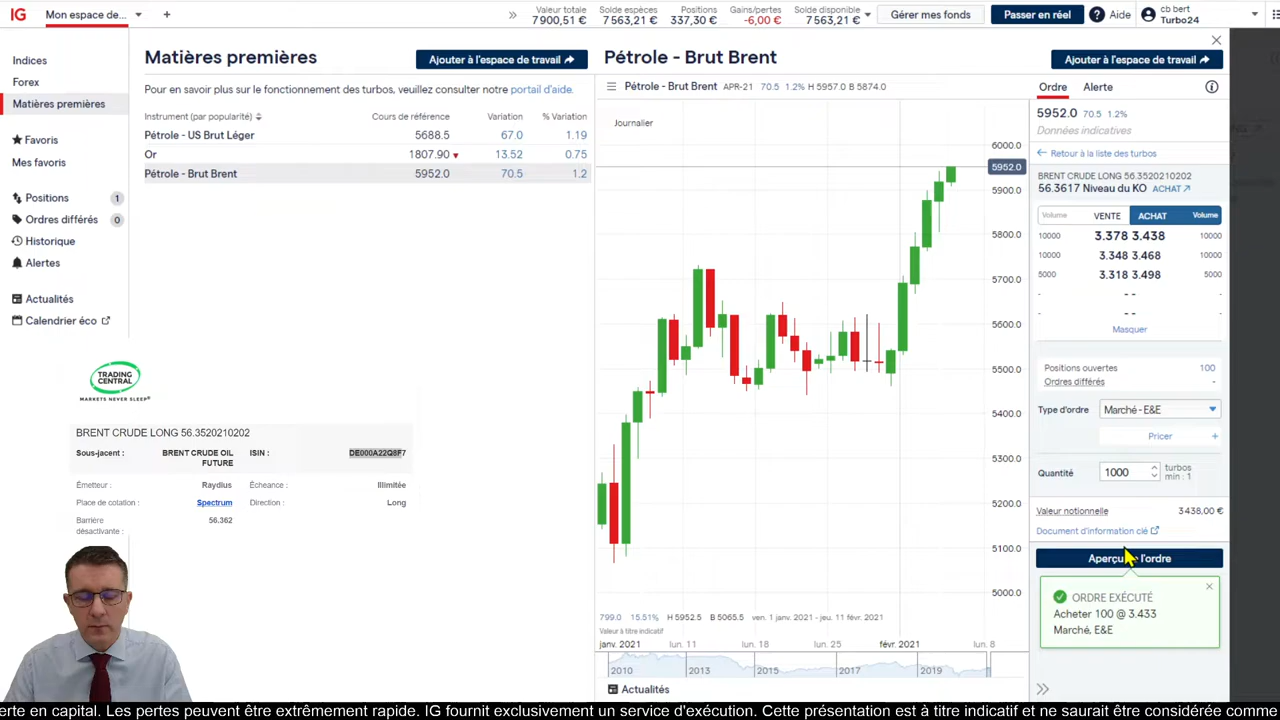 IG
Mon espace de...
Valeur totale
7 900,51 €
Solde espèces
7 563,21 €
Positions
337,30 €
Gains/pertes
-6,00 €
Solde disponible
7 563,21 €
Gérer mes fonds
Passer en réel
Aide
cb bert
Turbo24
Indices
Forex
Matières premières
Favoris
Mes favoris
Positions 1
Ordres différés 0
Historique
Alertes
Actualités
Calendrier éco
Matières premières
Ajouter à l'espace de travail
Pour en savoir plus sur le fonctionnement des turbos, veuillez consulter notre portail d'aide.
Instrument (par popularité) Cours de référence Variation % Variation
Pétrole - US Brut Léger 5688.5 67.0 1.19
Or 1807.90 13.52 0.75
Pétrole - Brut Brent 5952.0 70.5 1.2
TRADING
CENTRAL
MARKETS NEVER SLEEP®
BRENT CRUDE LONG 56.3520210202
Sous-jacent : BRENT CRUDE OIL FUTURE ISIN : DE000A22Q8F7
Émetteur : Raydius Échéance : Illimitée
Place de cotation : Spectrum Direction : Long
Barrière désactivante : 56.362
Pétrole - Brut Brent
Ajouter à l'espace de travail
Pétrole - Brut Brent APR-21 70.5 1.2% H 5957.0 B 5874.0
Journalier
6000.0
5952.0
5900.0
5800.0
5700.0
5600.0
5500.0
5400.0
5300.0
5200.0
5100.0
5000.0
799.0 15.51% H 5952.5 B 5065.5 ven. 1 janv. 2021 - jeu. 11 févr. 2021
Valeur à titre indicatif
janv. 2021 lun. 11 lun. 18 lun. 25 févr. 2021 lun. 8
2010 2013 2015 2017 2019
Actualités
Ordre Alerte
5952.0 70.5 1.2%
Données indicatives
Retour à la liste des turbos
BRENT CRUDE LONG 56.3520210202
56.3617 Niveau du KO ACHAT
Volume VENTE ACHAT Volume
10000 3.378 3.438 10000
10000 3.348 3.468 10000
5000 3.318 3.498 5000
- - - -
- - - -
Masquer
Positions ouvertes 100
Ordres différés -
Type d'ordre Marché - E&E
Pricer +
Quantité 1000 turbos
min : 1
Valeur notionnelle 3438,00 €
Document d'information clé
Aperçu l'ordre
ORDRE EXÉCUTÉ
Acheter 100 @ 3.433
Marché, E&E
erte en capital. Les pertes peuvent être extrêmement rapide. IG fournit exclusivement un service d'exécution. Cette présentation est à titre indicatif et ne saurait être considérée comme